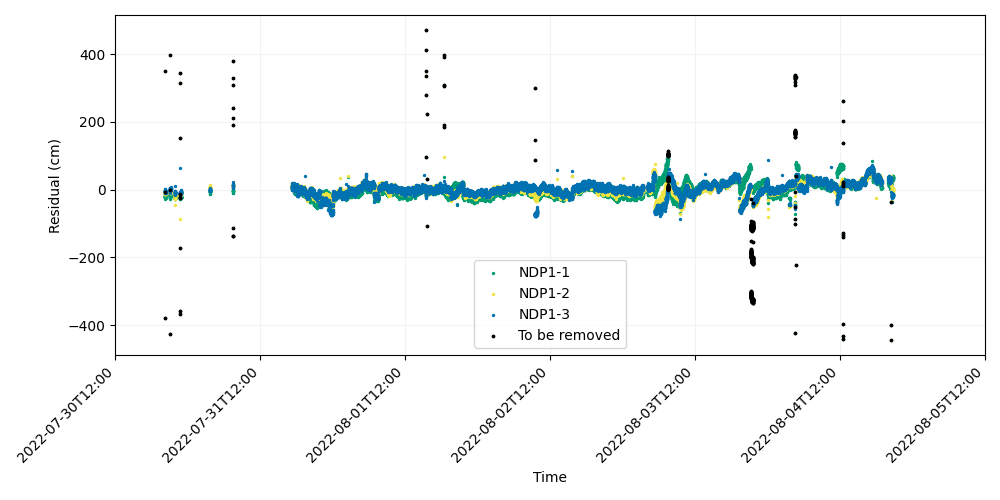 400
200
0
−200
−400
Residual (cm)
NDP1-1
NDP1-2
NDP1-3
To be removed
2022-07-30T12:00
2022-07-31T12:00
2022-08-01T12:00
2022-08-02T12:00
2022-08-03T12:00
2022-08-04T12:00
2022-08-05T12:00
Time